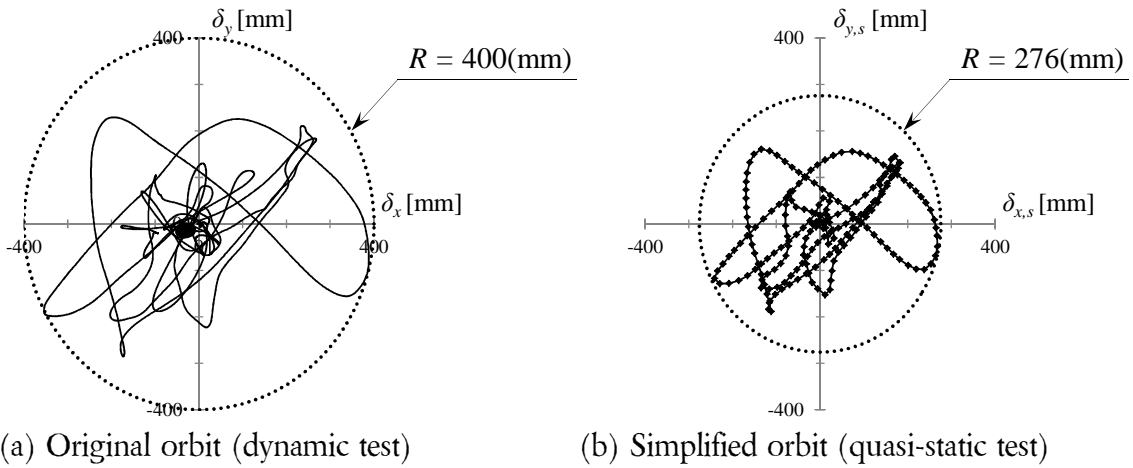 δy [mm]
400
R = 400(mm)
δx [mm]
-400
400
-400
(a) Original orbit (dynamic test)
δy,s [mm]
400
R = 276(mm)
δx,s [mm]
-400
400
-400
(b) Simplified orbit (quasi-static test)